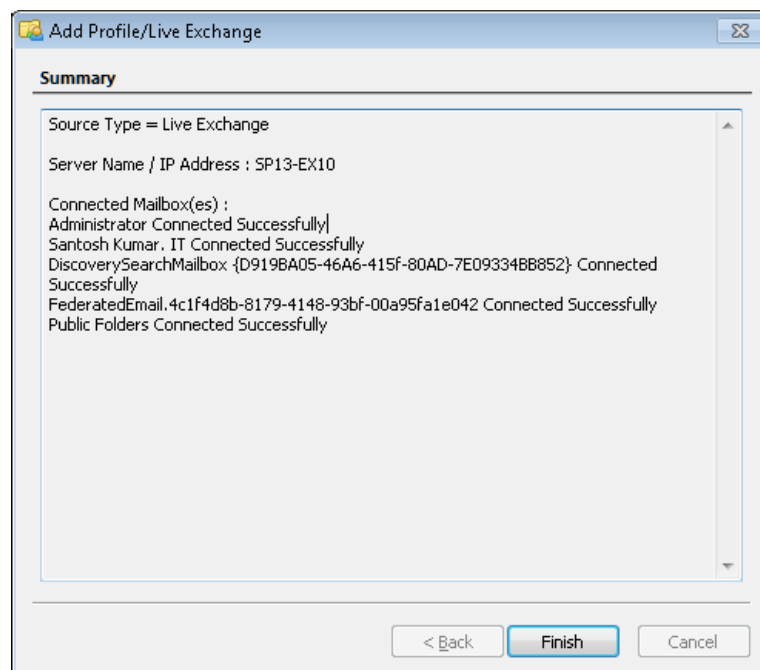 Add Profile/Live Exchange
Summary
Source Type = Live Exchange
Server Name / IP Address : SP13-EX10
Connected Mailbox(es) :
Administrator Connected Successfully
Santosh Kumar. IT Connected Successfully
DiscoverySearchMailbox {D919BA05-46A6-415f-80AD-7E09334BB852} Connected
Successfully
FederatedEmail.4c1f4d8b-8179-4148-93bf-00a95fa1e042 Connected Successfully
Public Folders Connected Successfully
< Back Finish Cancel